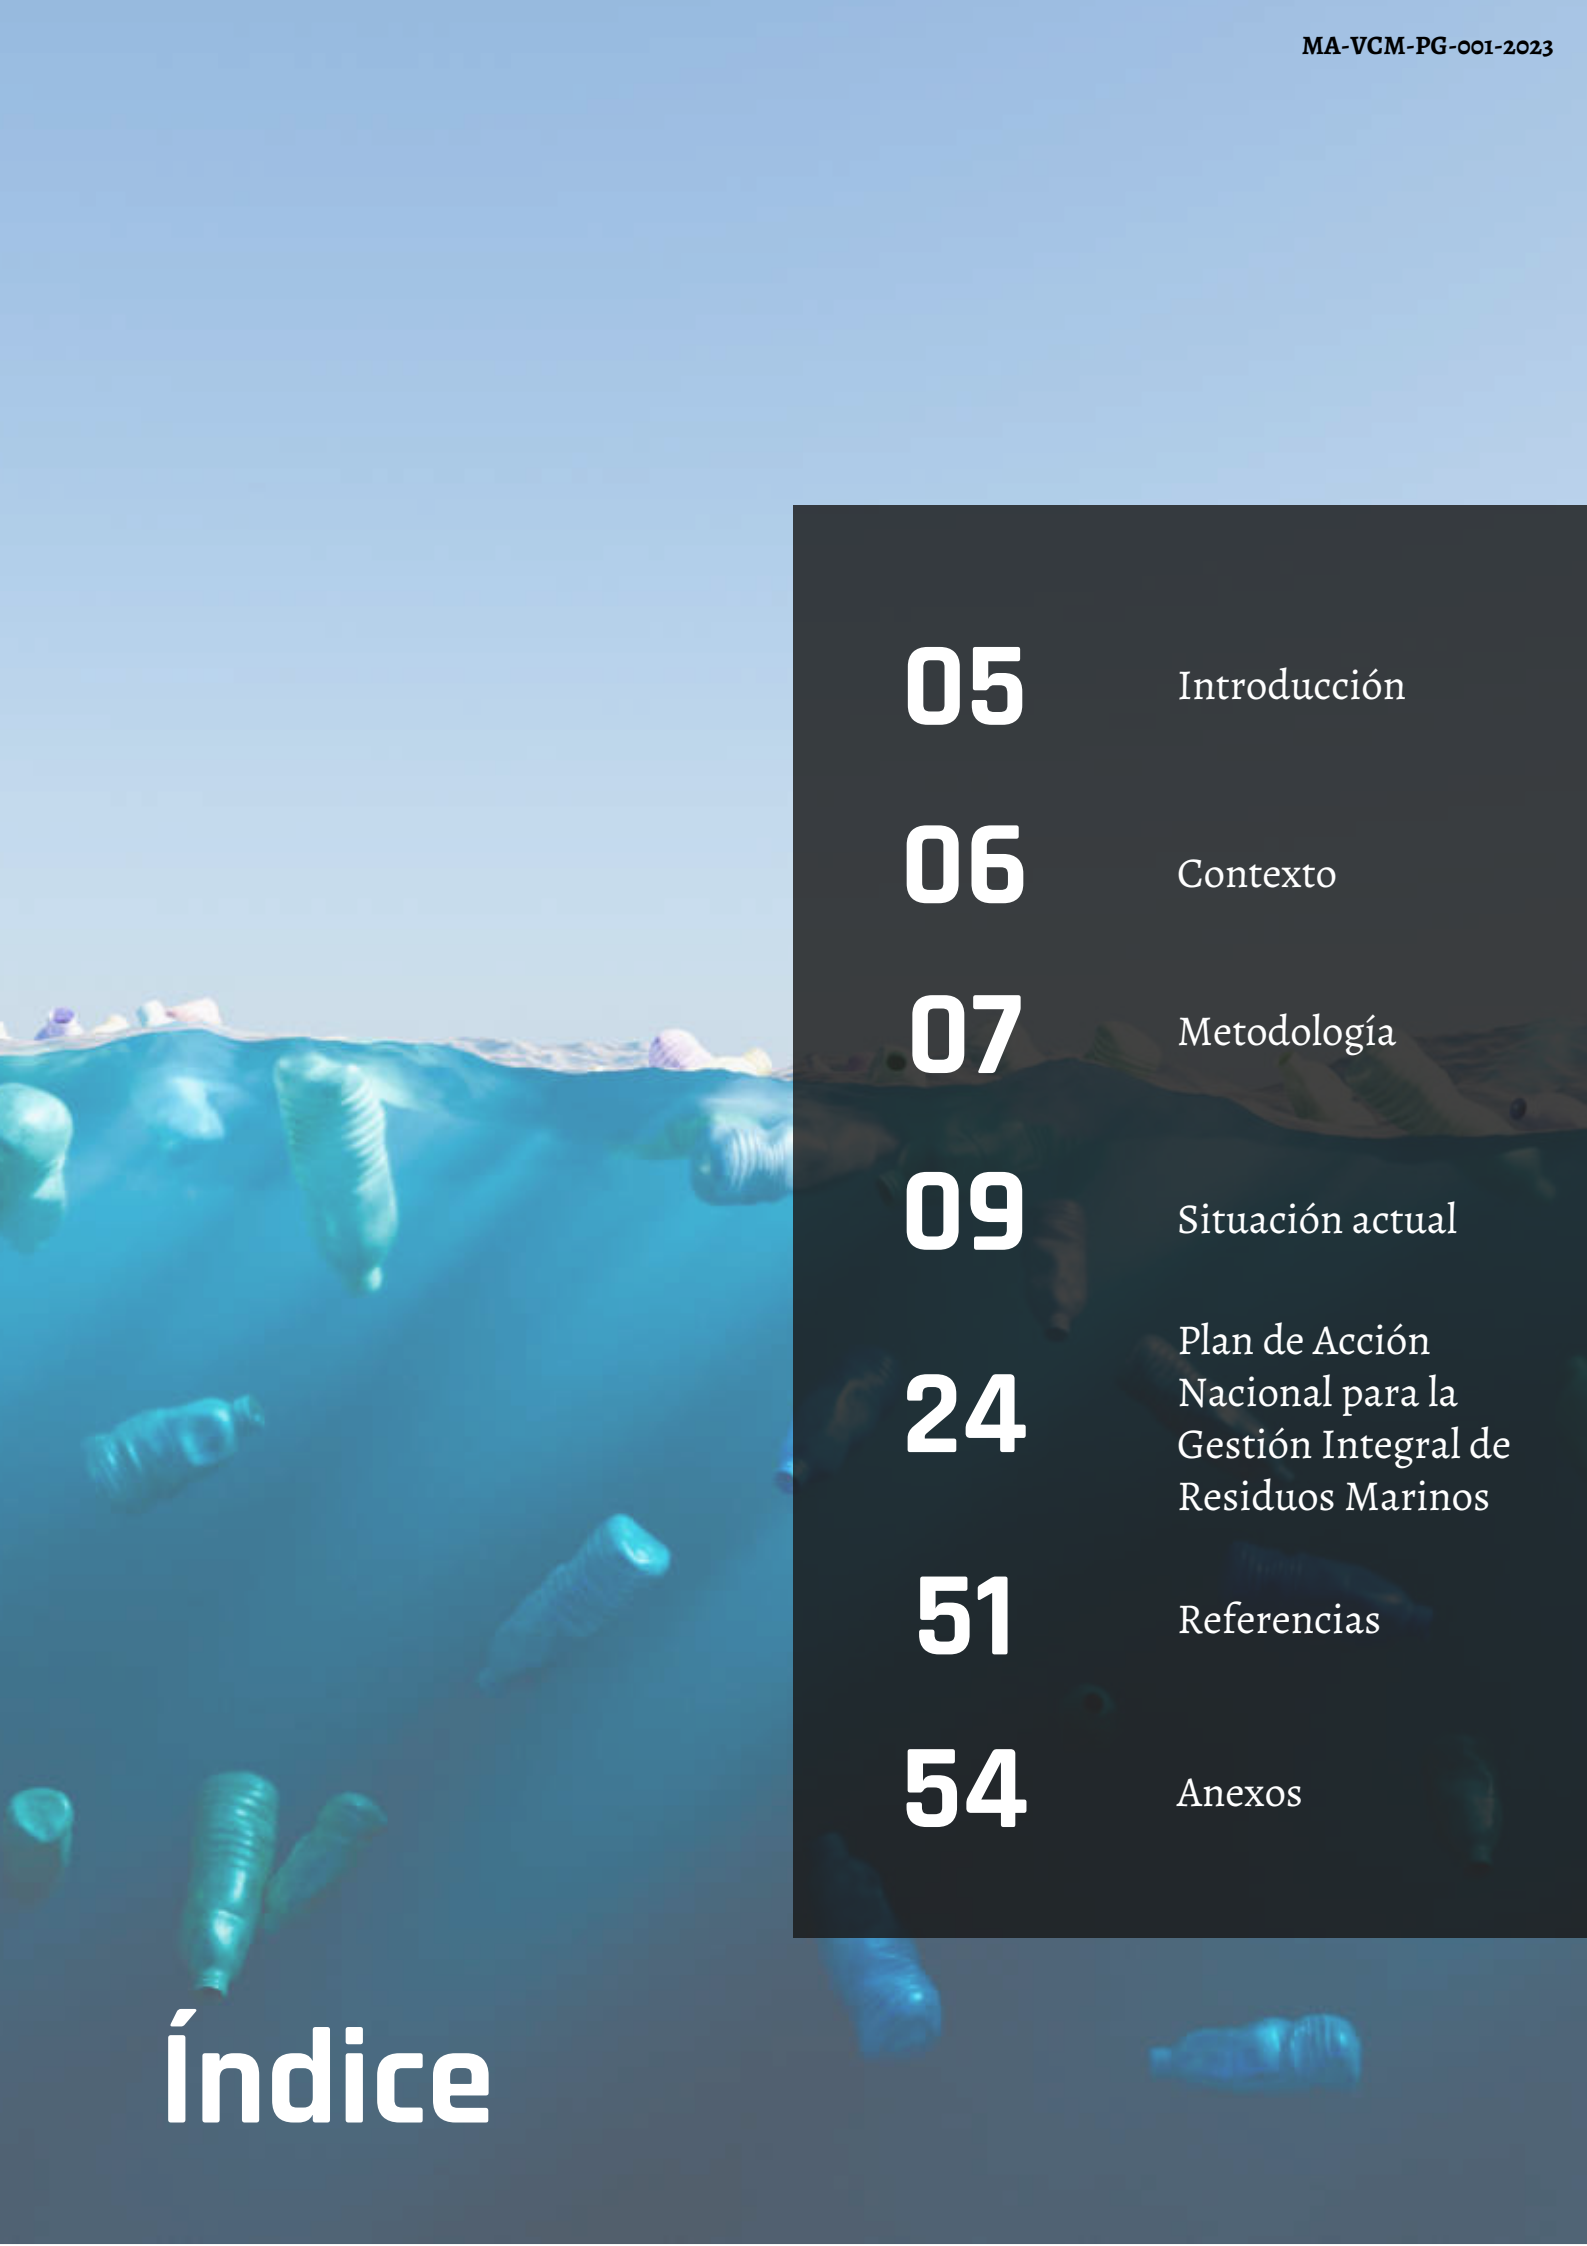 MA-VCM-PG-001-2023
05 Introducción
06 Contexto
07 Metodología
09 Situación actual
24 Plan de Acción
Nacional para la
Gestión Integral de
Residuos Marinos
51 Referencias
54 Anexos
Índice